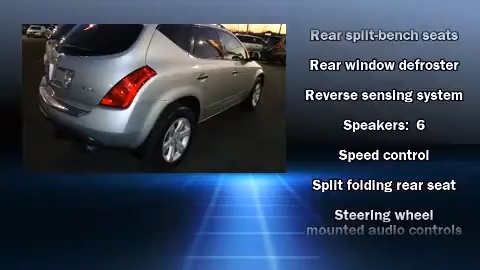 Rear split-bench seats
Rear window defroster
Reverse sensing system
Speakers: 6
Speed control
Split folding rear seat
Steering wheel
mounted audio controls